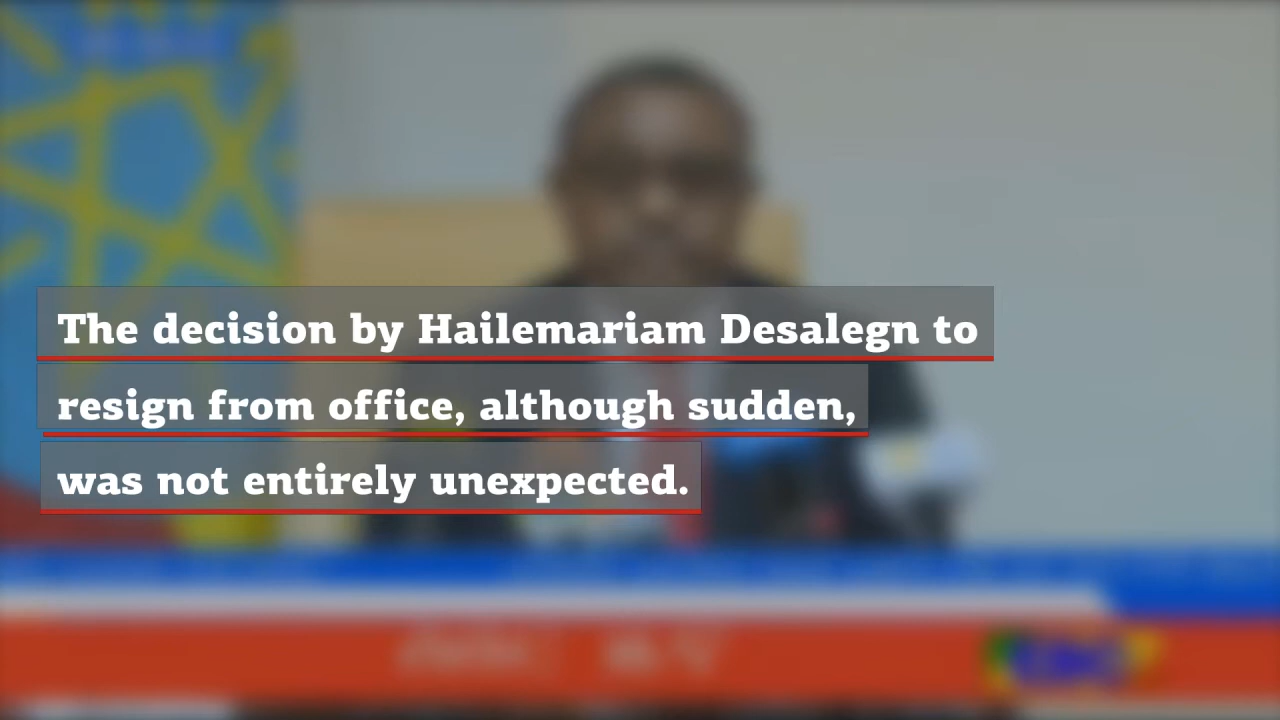 The decision by Hailemariam Desalegn to
resign from office, although sudden,
was not entirely unexpected.